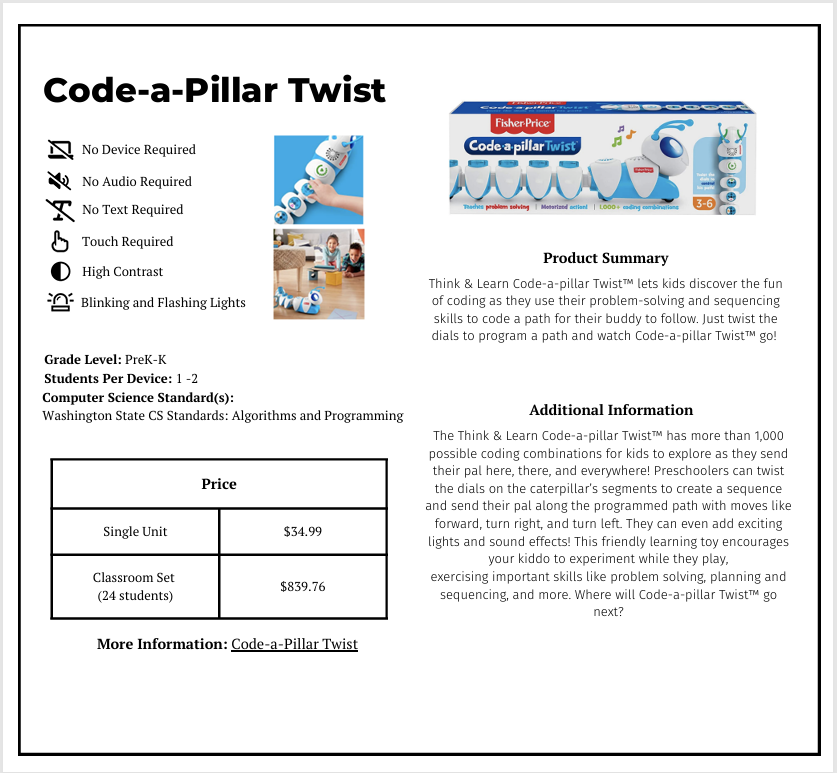 Code-a-Pillar Twist
No Device Required
No Audio Required
No Text Required
Touch Required
High Contrast
Blinking and Flashing Lights
Grade Level: PreK-K
Students Per Device: 1 -2
Computer Science Standard(s):
Washington State CS Standards: Algorithms and Programming
Price
Single Unit $34.99
Classroom Set
(24 students)
$839.76
More Information: Code-a-Pillar Twist
Fisher-Price
Code·a·pillar Twist
Teaches problem solving | Motorized action! | 1,000+ coding combinations
3-6
Product Summary
Think & Learn Code-a-pillar Twist™ lets kids discover the fun
of coding as they use their problem-solving and sequencing
skills to code a path for their buddy to follow. Just twist the
dials to program a path and watch Code-a-pillar Twist™ go!
Additional Information
The Think & Learn Code-a-pillar Twist™ has more than 1,000
possible coding combinations for kids to explore as they send
their pal here, there, and everywhere! Preschoolers can twist
the dials on the caterpillar's segments to create a sequence
and send their pal along the programmed path with moves like
forward, turn right, and turn left. They can even add exciting
lights and sound effects! This friendly learning toy encourages
your kiddo to experiment while they play,
exercising important skills like problem solving, planning and
sequencing, and more. Where will Code-a-pillar Twist™ go
next?